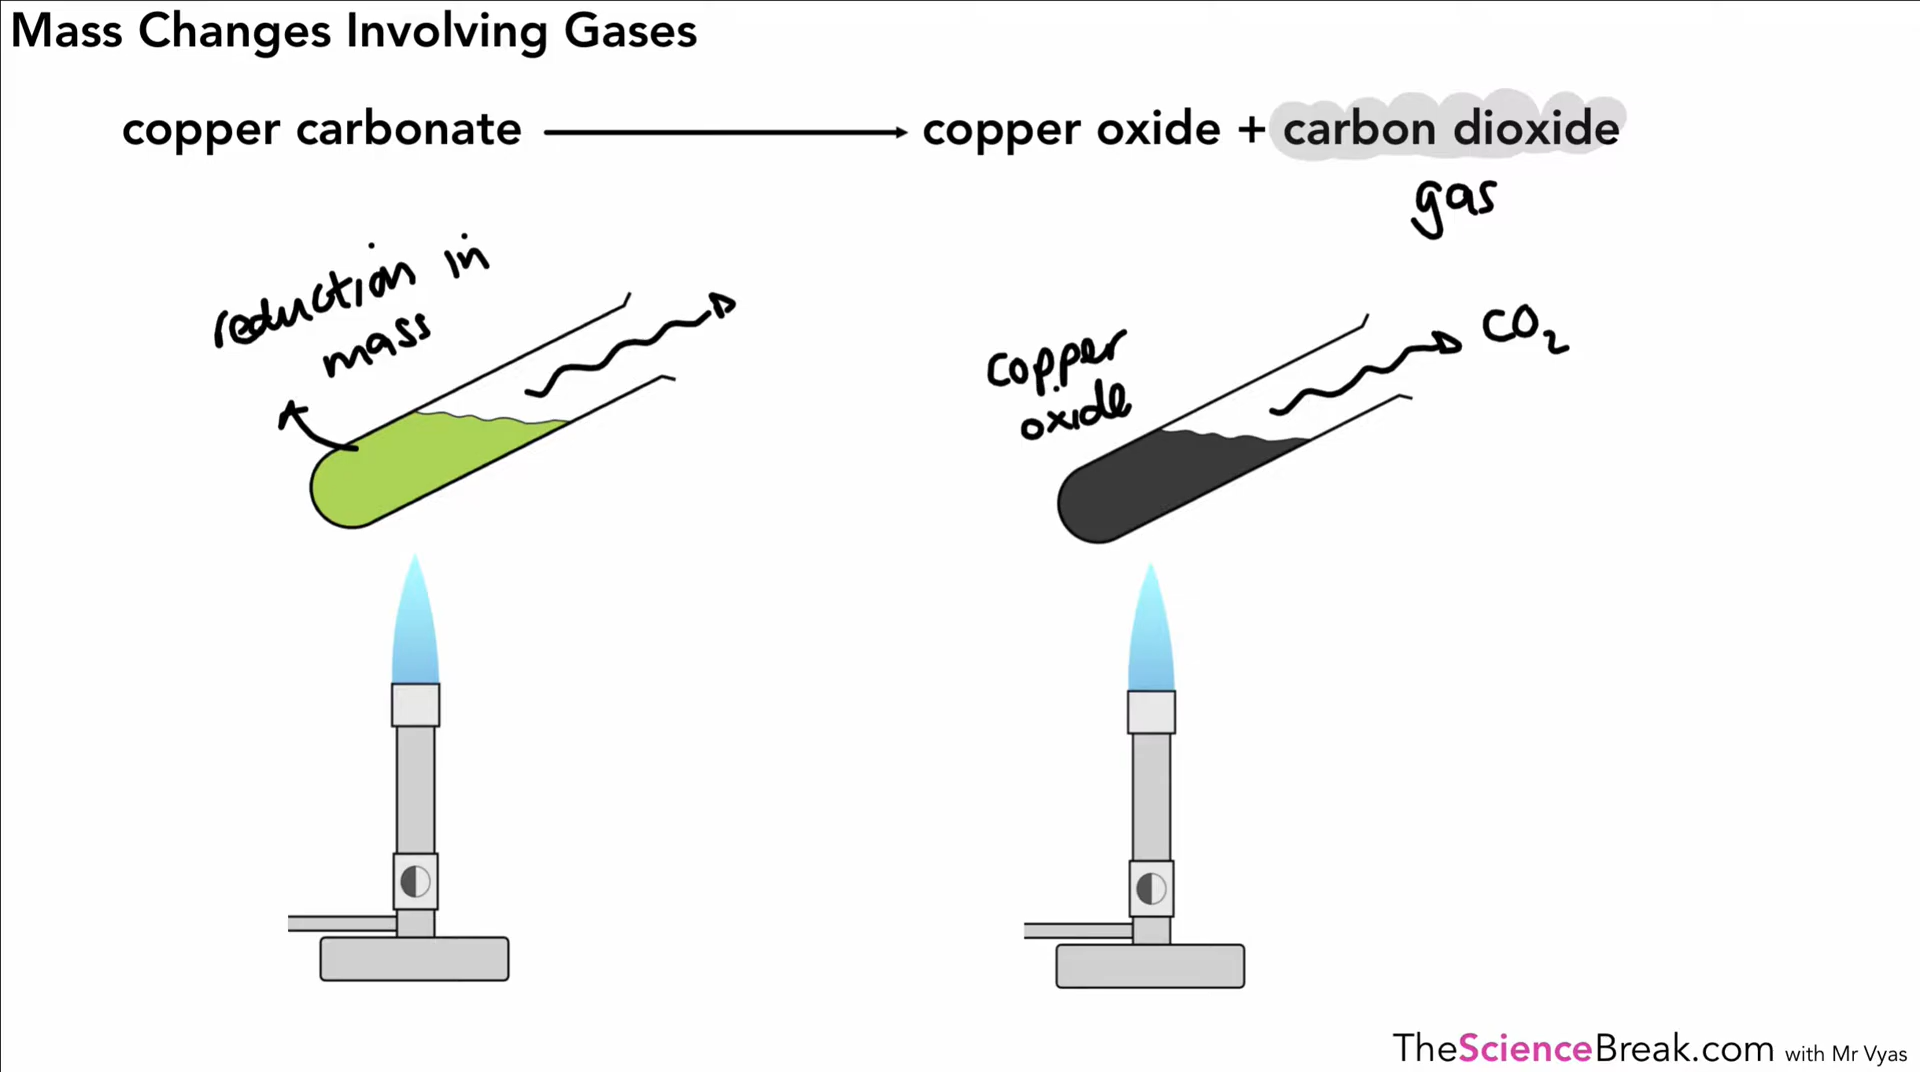 Mass Changes Involving Gases
copper carbonate → copper oxide + carbon dioxide
gas
reduction in
mass
copper
oxide
CO₂
TheScienceBreak.com with Mr Vyas